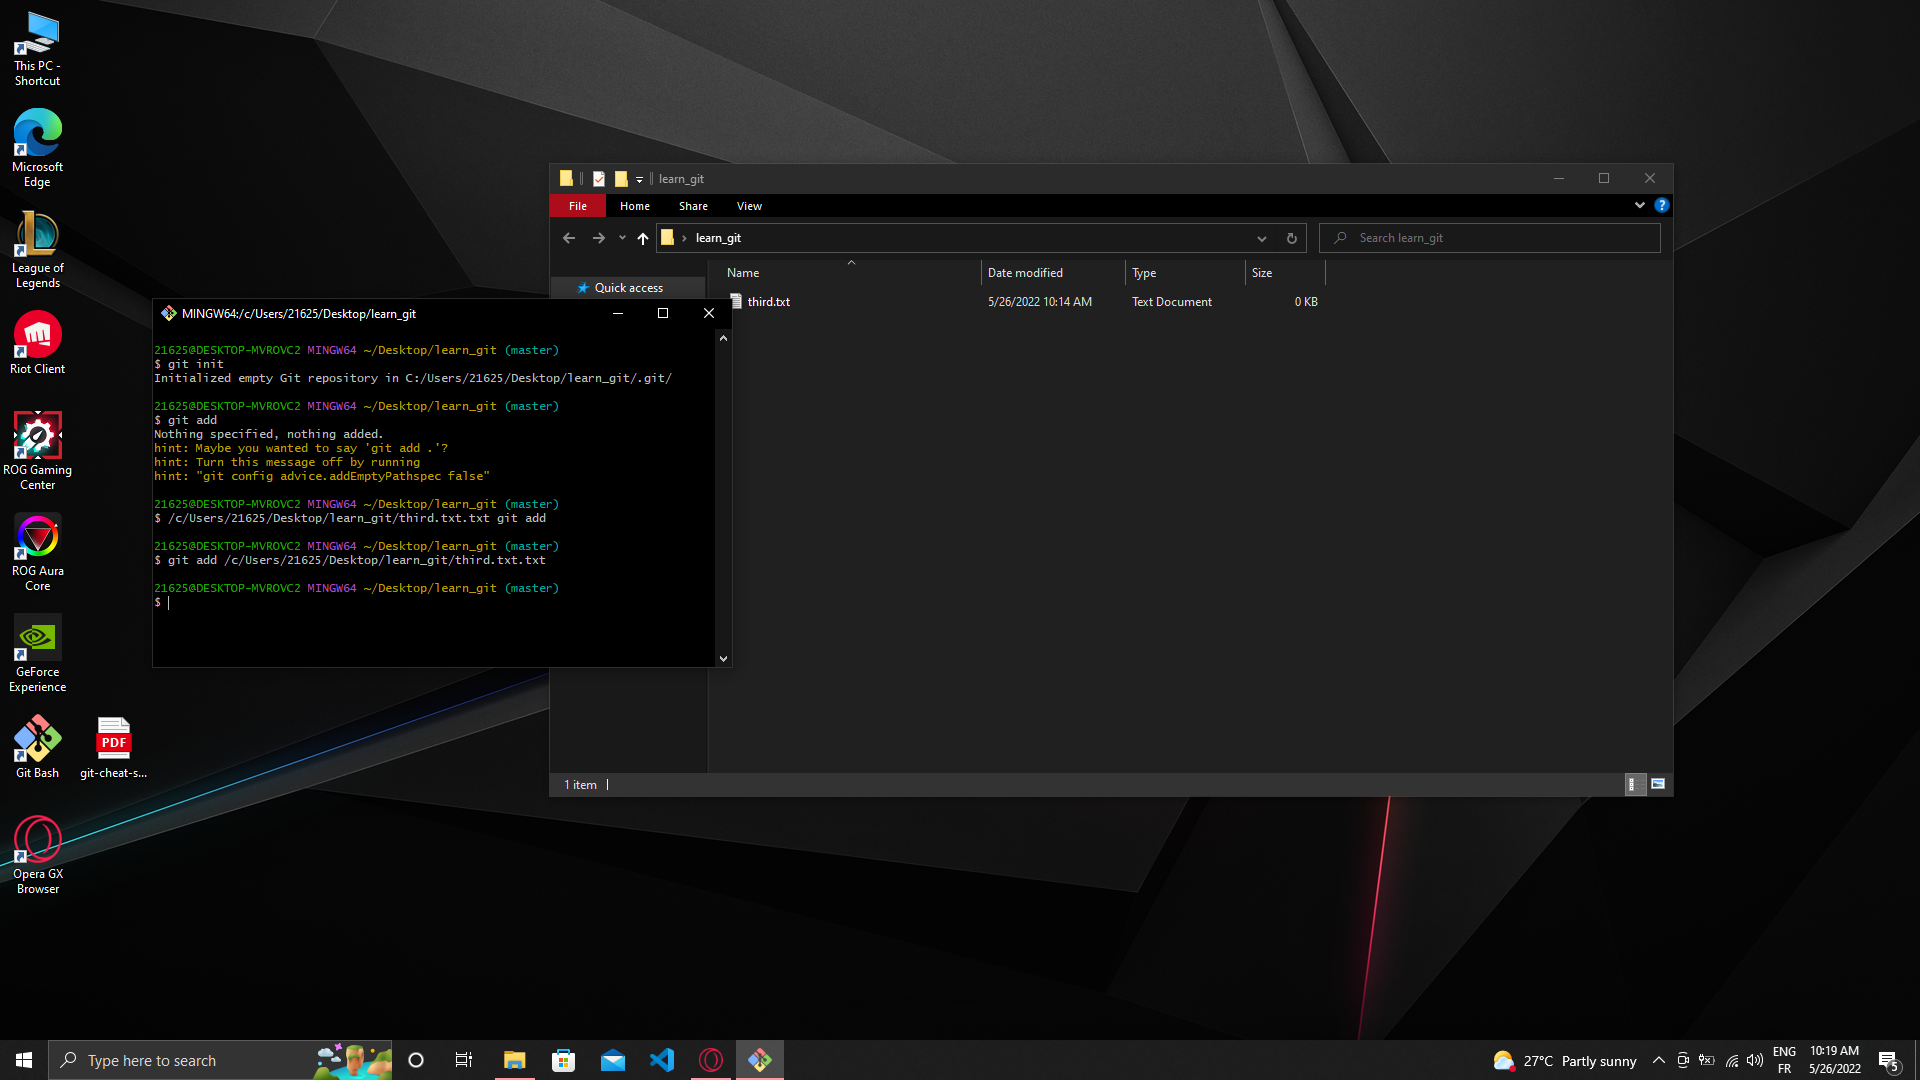 This PC -
Shortcut
Microsoft
Edge
League of
Legends
Riot Client
ROG Gaming
Center
ROG Aura
Core
GeForce
Experience
Git Bash
PDF
git-cheat-s...
Opera GX
Browser
learn_git
File
Home
Share
View
?
learn_git
Search learn_git
Quick access
Name
Date modified
Type
Size
third.txt
5/26/2022 10:14 AM
Text Document
0 KB
1 item
MINGW64:/c/Users/21625/Desktop/learn_git
21625@DESKTOP-MVROVC2 MINGW64 ~/Desktop/learn_git (master)
$ git init
Initialized empty Git repository in C:/Users/21625/Desktop/learn_git/.git/
21625@DESKTOP-MVROVC2 MINGW64 ~/Desktop/learn_git (master)
$ git add
Nothing specified, nothing added.
hint: Maybe you wanted to say 'git add .'?
hint: Turn this message off by running
hint: "git config advice.addEmptyPathspec false"
21625@DESKTOP-MVROVC2 MINGW64 ~/Desktop/learn_git (master)
$ /c/Users/21625/Desktop/learn_git/third.txt.txt git add
21625@DESKTOP-MVROVC2 MINGW64 ~/Desktop/learn_git (master)
$ git add /c/Users/21625/Desktop/learn_git/third.txt.txt
21625@DESKTOP-MVROVC2 MINGW64 ~/Desktop/learn_git (master)
$
Type here to search
27°C Partly sunny
ENG
FR
10:19 AM
5/26/2022
5